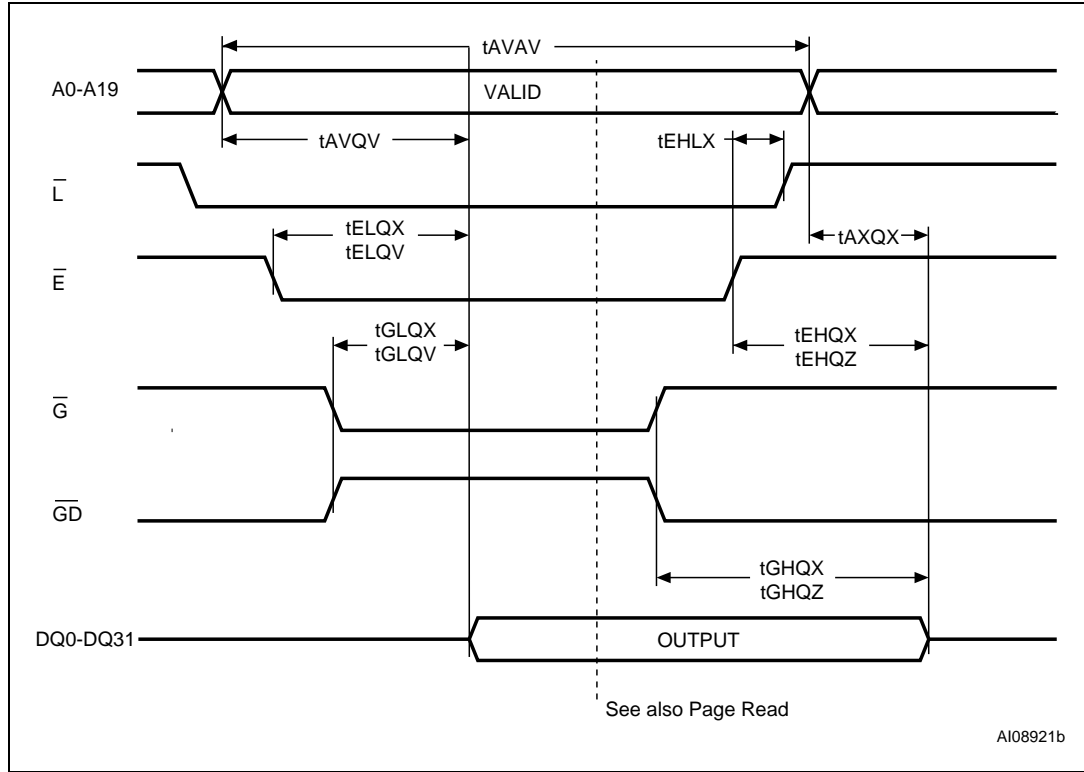 tAVAV
A0-A19
VALID
tAVQV
tEHLX
L̅
tELQX
tELQV
tAXQX
E̅
tGLQX
tGLQV
tEHQX
tEHQZ
G̅
G̅D̅
tGHQX
tGHQZ
DQ0-DQ31
OUTPUT
See also Page Read
AI08921b